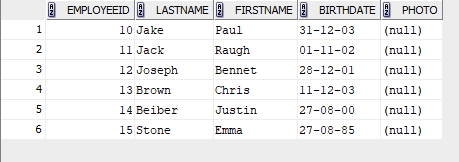 EMPLOYEEID LASTNAME FIRSTNAME BIRTHDATE PHOTO
1 10 Jake Paul 31-12-03 (null)
2 11 Jack Raugh 01-11-02 (null)
3 12 Joseph Bennet 28-12-01 (null)
4 13 Brown Chris 11-12-03 (null)
5 14 Beiber Justin 27-08-00 (null)
6 15 Stone Emma 27-08-85 (null)